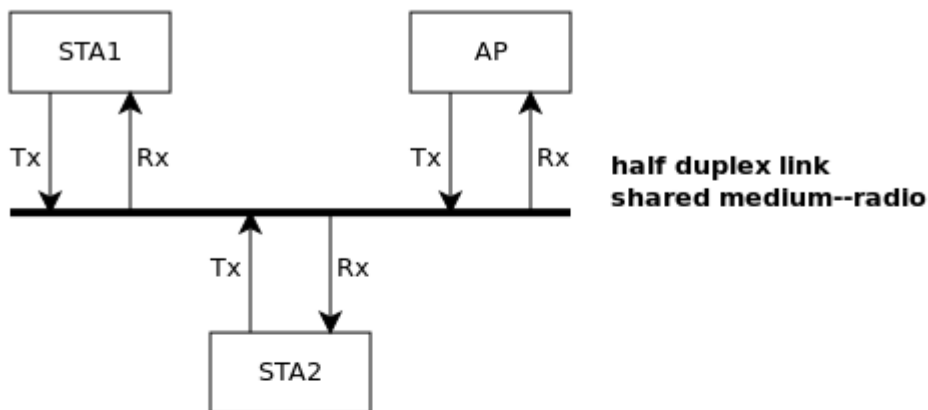 STA1
AP
Tx
Rx
Tx
Rx
half duplex link
shared medium--radio
Tx
Rx
STA2